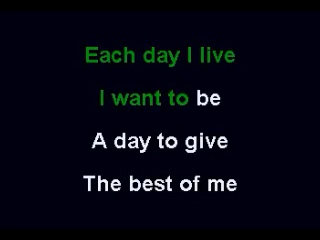 Each day I live
I want to be
A day to give
The best of me